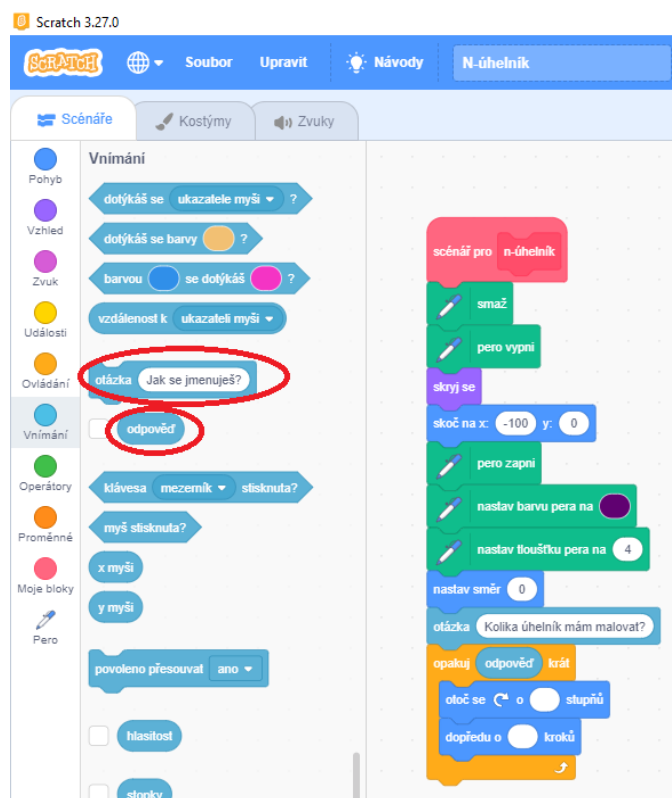 Scratch 3.27.0
SCRATCH Soubor Upravit Návody N-úhelník
Scénáře Kostýmy Zvuky
Pohyb
Vzhled
Zvuk
Události
Ovládání
Vnímání
Operátory
Proměnné
Moje bloky
Pero
Vnímání
dotýkáš se ukazatele myši ?
dotýkáš se barvy ?
barvou se dotýkáš ?
vzdálenost k ukazateli myši
otázka Jak se jmenuješ?
odpověď
klávesa mezerník stisknuta?
myš stisknuta?
x myši
y myši
povoleno přesouvat ano
hlasitost
stopky
scénář pro n-úhelník
smaž
pero vypni
skryj se
skoč na x: -100 y: 0
pero zapni
nastav barvu pera na
nastav tloušťku pera na 4
nastav směr 0
otázka Kolika úhelník mám malovat?
opakuj odpověď krát
otoč se o stupňů
dopředu o kroků